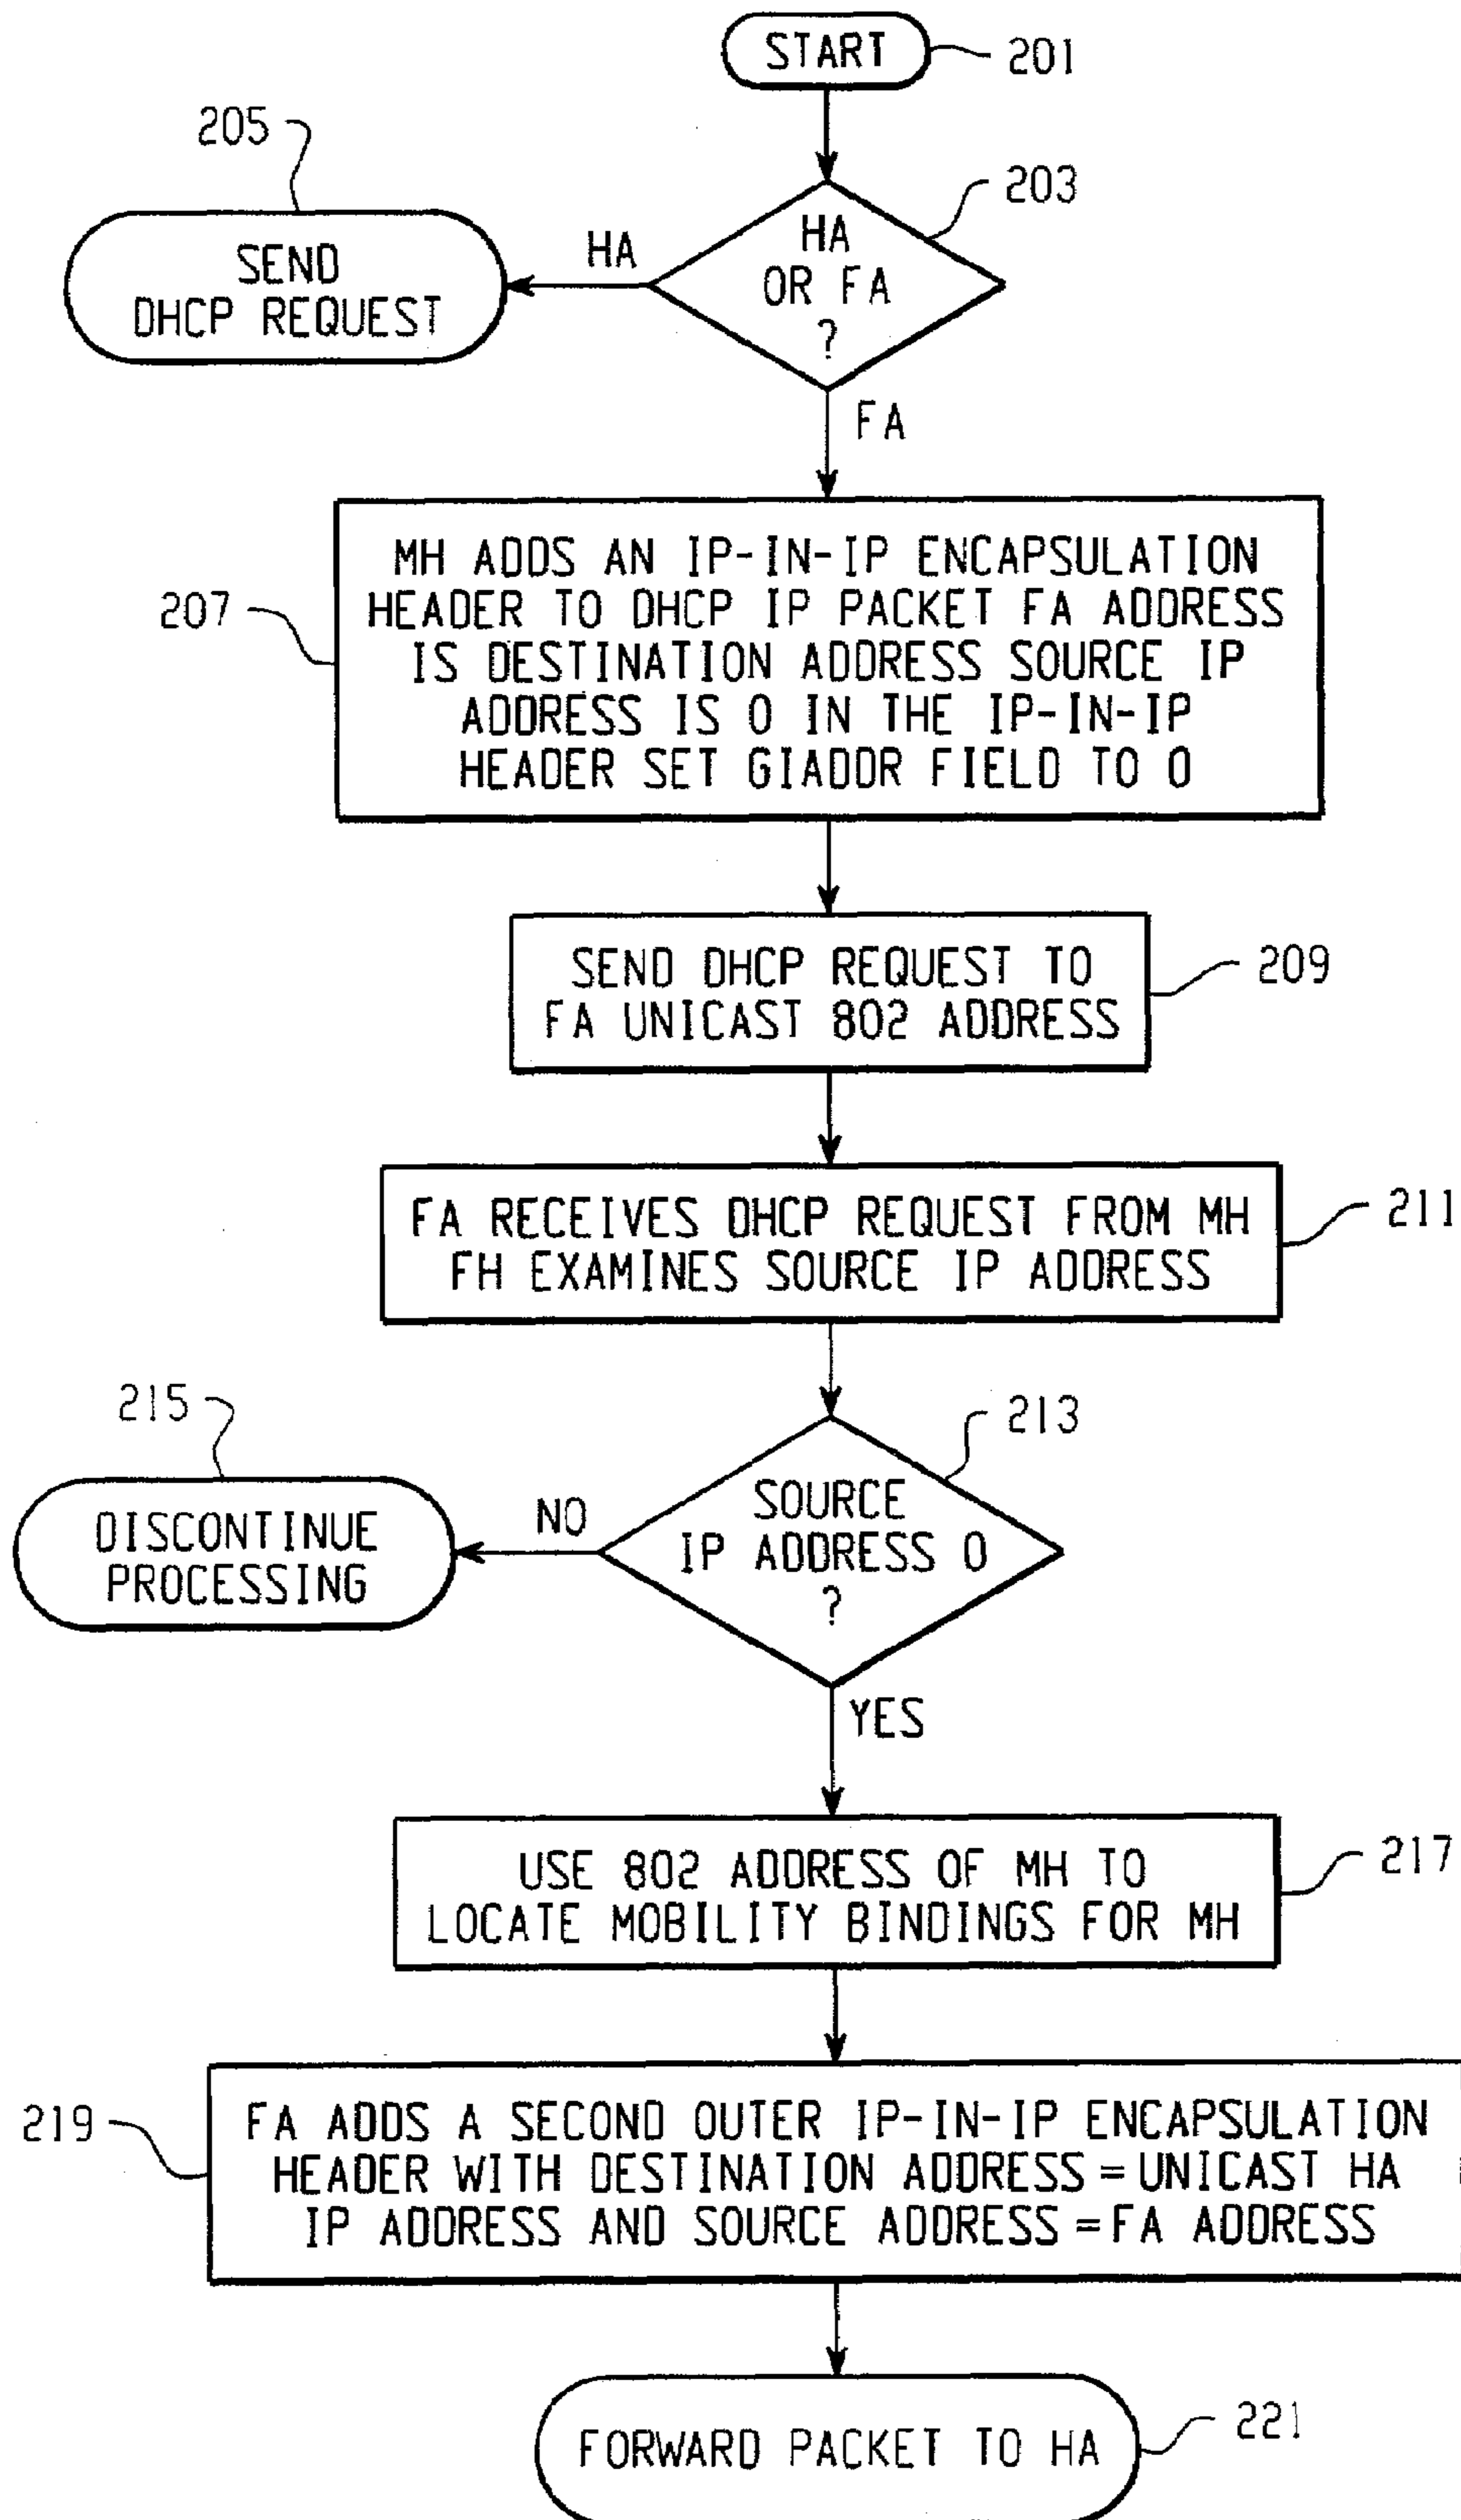 START
201
205
203
HA
OR FA
?
HA
SEND
DHCP REQUEST
FA
207
MH ADDS AN IP-IN-IP ENCAPSULATION
HEADER TO DHCP IP PACKET FA ADDRESS
IS DESTINATION ADDRESS SOURCE IP
ADDRESS IS 0 IN THE IP-IN-IP
HEADER SET GIADDR FIELD TO 0
SEND DHCP REQUEST TO
FA UNICAST 802 ADDRESS
209
FA RECEIVES DHCP REQUEST FROM MH
FH EXAMINES SOURCE IP ADDRESS
211
215
213
SOURCE
IP ADDRESS 0
?
NO
DISCONTINUE
PROCESSING
YES
USE 802 ADDRESS OF MH TO
LOCATE MOBILITY BINDINGS FOR MH
217
219
FA ADDS A SECOND OUTER IP-IN-IP ENCAPSULATION
HEADER WITH DESTINATION ADDRESS = UNICAST HA
IP ADDRESS AND SOURCE ADDRESS = FA ADDRESS
FORWARD PACKET TO HA
221